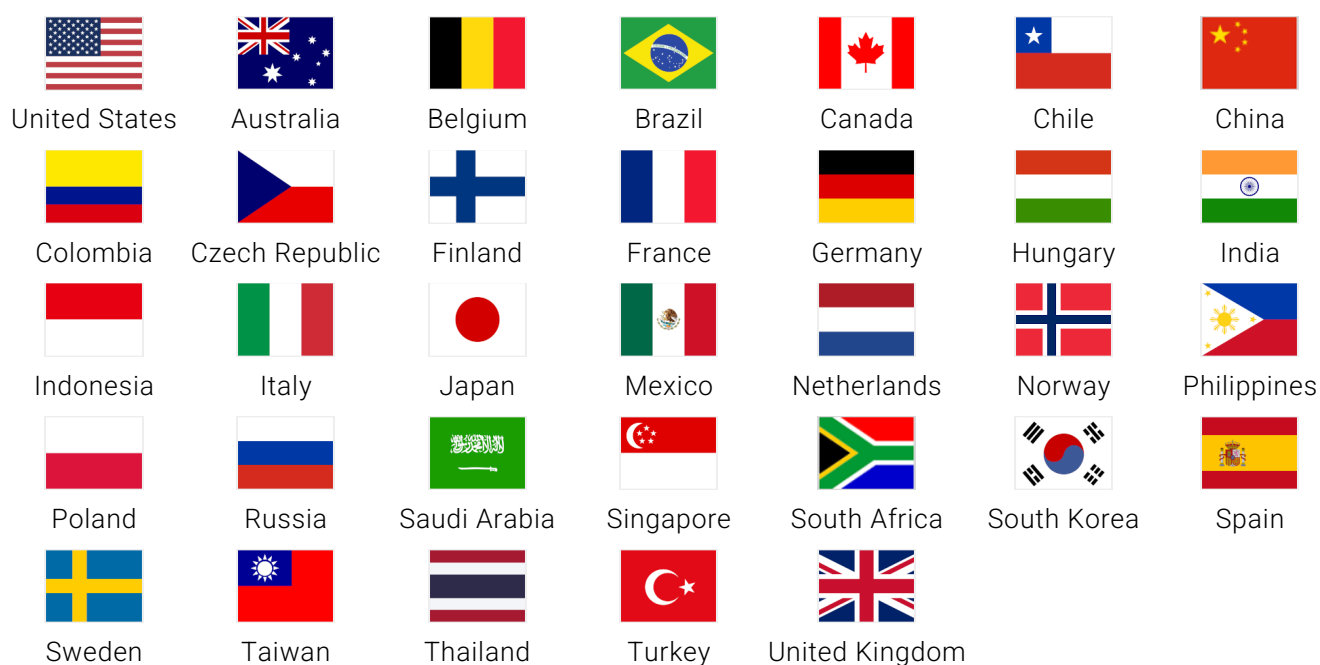 United States Australia Belgium Brazil Canada Chile China
Colombia Czech Republic Finland France Germany Hungary India
Indonesia Italy Japan Mexico Netherlands Norway Philippines
Poland Russia Saudi Arabia Singapore South Africa South Korea Spain
Sweden Taiwan Thailand Turkey United Kingdom